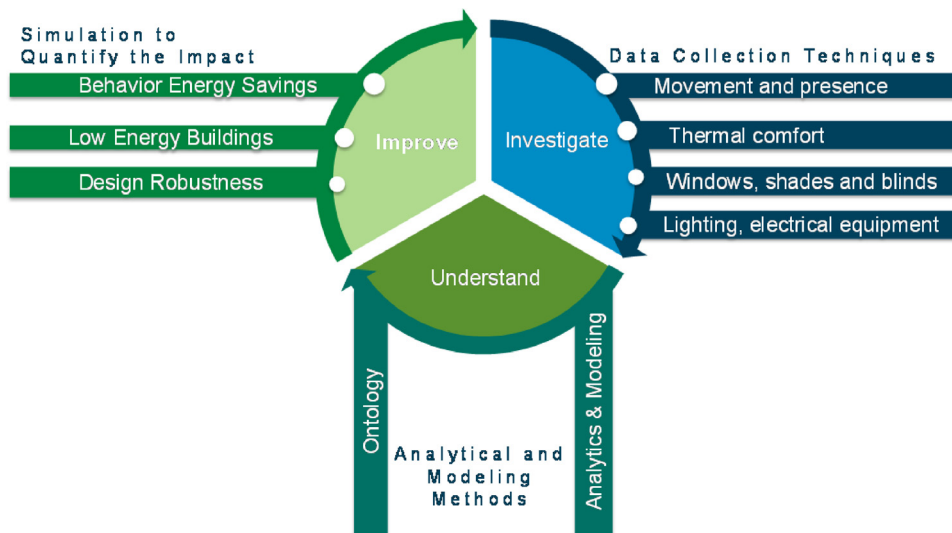 Simulation to
Quantify the Impact
Behavior Energy Savings
Low Energy Buildings
Design Robustness
Improve
Investigate
Data Collection Techniques
Movement and presence
Thermal comfort
Windows, shades and blinds
Lighting, electrical equipment
Understand
Ontology
Analytical and
Modeling
Methods
Analytics & Modeling